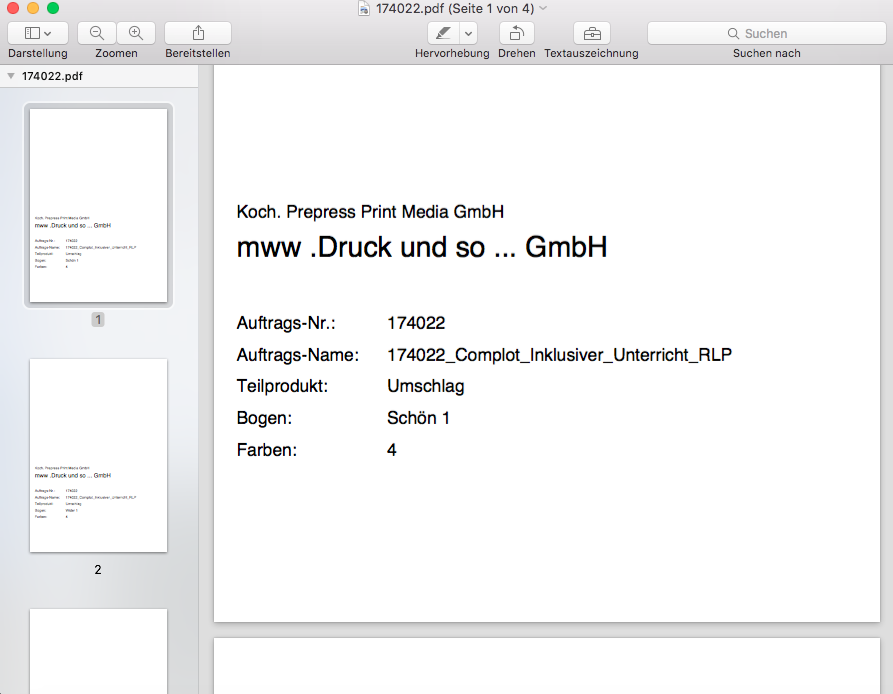 174022.pdf (Seite 1 von 4)
Darstellung Zoomen Bereitstellen Hervorhebung Drehen Textauszeichnung Suchen Suchen nach
174022.pdf
Koch. Prepress Print Media GmbH
mww .Druck und so ... GmbH
Auftrags-Nr.: 174022
Auftrags-Name: 174022_Complot_Inklusiver_Unterricht_RLP
Teilprodukt: Umschlag
Bogen: Schön 1
Farben: 4
1
Koch. Prepress Print Media GmbH
mww .Druck und so ... GmbH
Auftrags-Nr.: 174022
Auftrags-Name: 174022_Complot_Inklusiver_Unterricht_RLP
Teilprodukt: Umschlag
Bogen: Wider 1
Farben: 4
2
Koch. Prepress Print Media GmbH
mww .Druck und so ... GmbH
Auftrags-Nr.: 174022
Auftrags-Name: 174022_Complot_Inklusiver_Unterricht_RLP
Teilprodukt: Umschlag
Bogen: Schön 1
Farben: 4